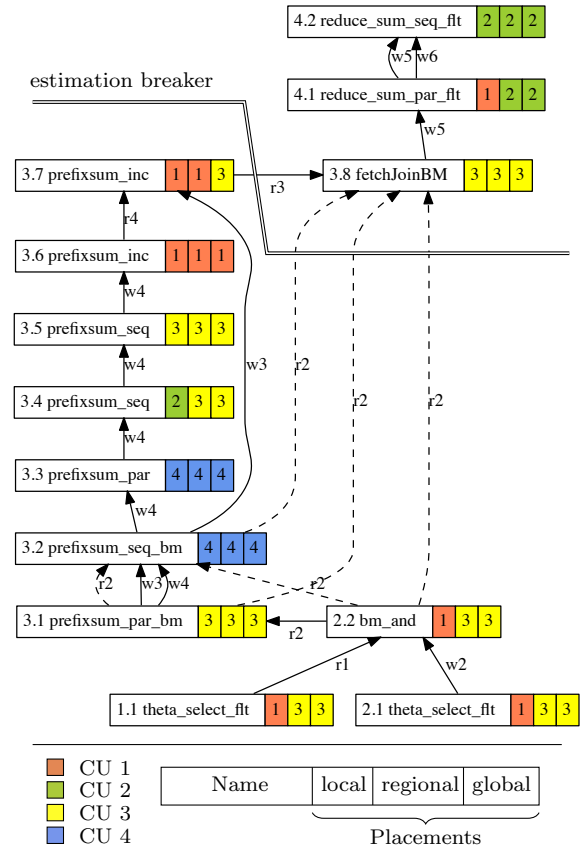 4.2 reduce_sum_seq_flt 2 2 2
w5 w6
estimation breaker
4.1 reduce_sum_par_flt 1 2 2
w5
3.7 prefixsum_inc 1 1 3
3.8 fetchJoinBM 3 3 3
r3
r4
3.6 prefixsum_inc 1 1 1
w4
3.5 prefixsum_seq 3 3 3
w4
w3
r2
3.4 prefixsum_seq 2 3 3
r2
r2
w4
3.3 prefixsum_par 4 4 4
w4
3.2 prefixsum_seq_bm 4 4 4
r2 w3 w4
r2
3.1 prefixsum_par_bm 3 3 3
2.2 bm_and 1 3 3
r2
r1
w2
1.1 theta_select_flt 1 3 3
2.1 theta_select_flt 1 3 3
CU 1
CU 2
CU 3
CU 4
Name local regional global
Placements